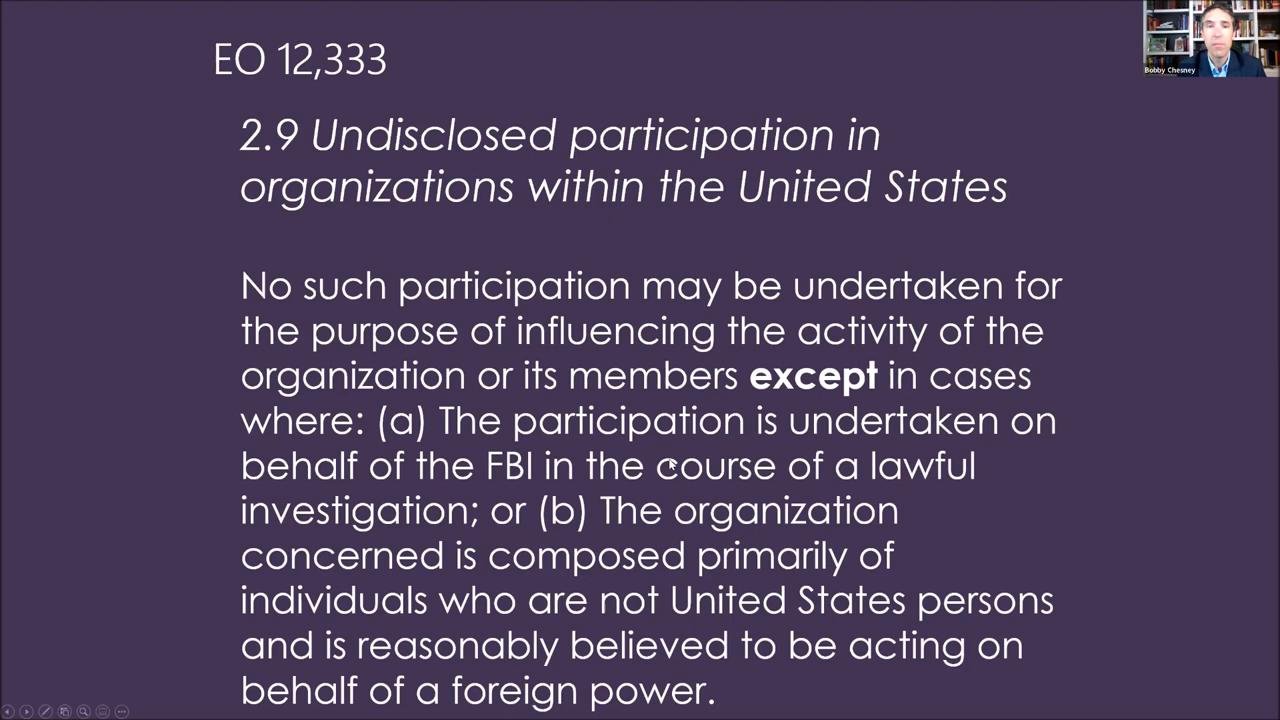 EO 12,333
Bobby Chesney
2.9 Undisclosed participation in
organizations within the United States
No such participation may be undertaken for
the purpose of influencing the activity of the
organization or its members except in cases
where: (a) The participation is undertaken on
behalf of the FBI in the course of a lawful
investigation; or (b) The organization
concerned is composed primarily of
individuals who are not United States persons
and is reasonably believed to be acting on
behalf of a foreign power.